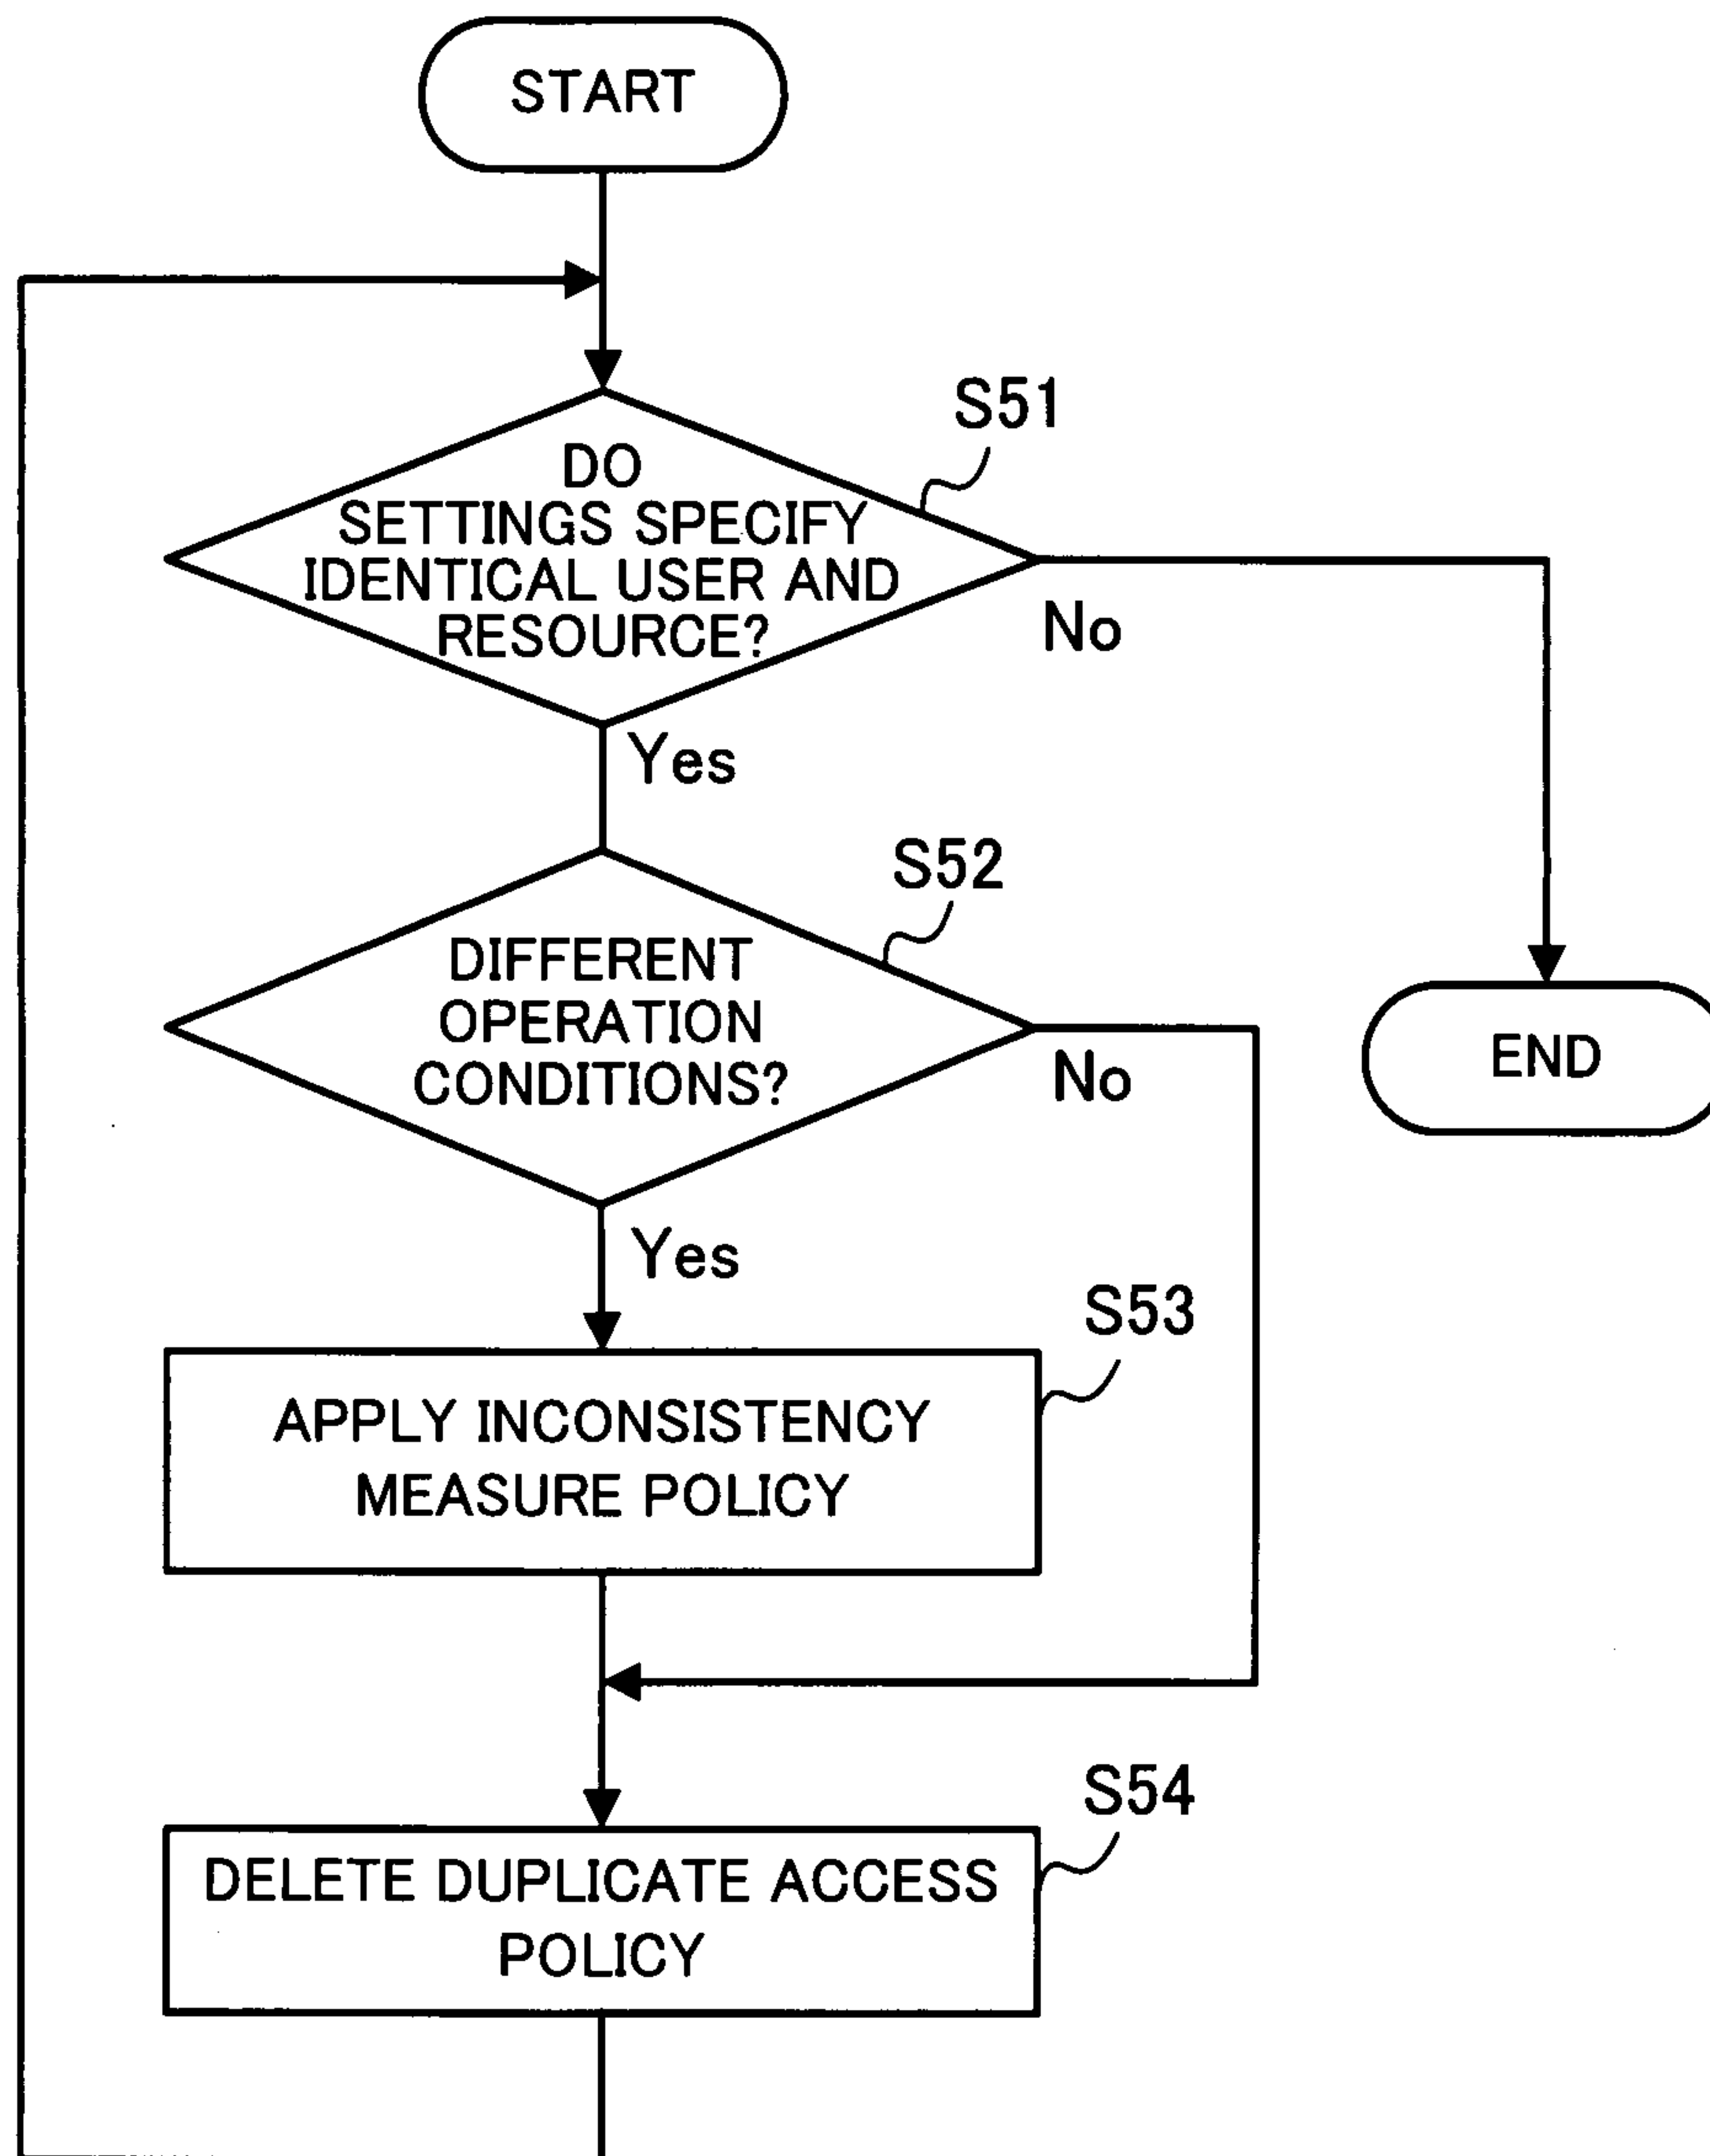 START
S51
DO
SETTINGS SPECIFY
IDENTICAL USER AND
RESOURCE?
No
Yes
S52
DIFFERENT
OPERATION
CONDITIONS?
No
END
Yes
S53
APPLY INCONSISTENCY
MEASURE POLICY
S54
DELETE DUPLICATE ACCESS
POLICY